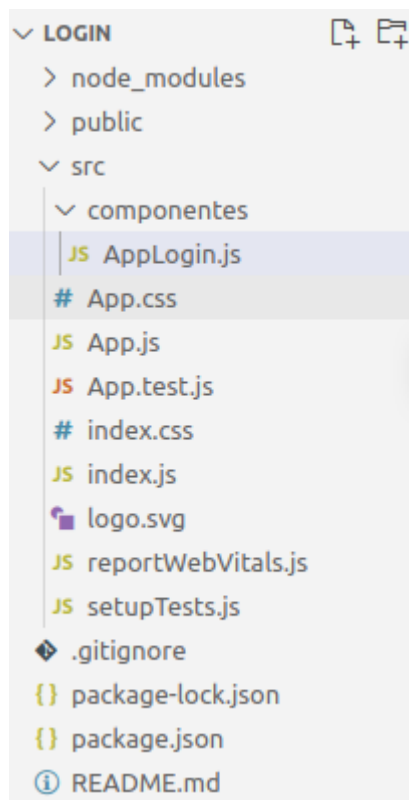 LOGIN
node_modules
public
src
componentes
JS AppLogin.js
# App.css
JS App.js
JS App.test.js
# index.css
JS index.js
logo.svg
JS reportWebVitals.js
JS setupTests.js
.gitignore
{} package-lock.json
{} package.json
README.md